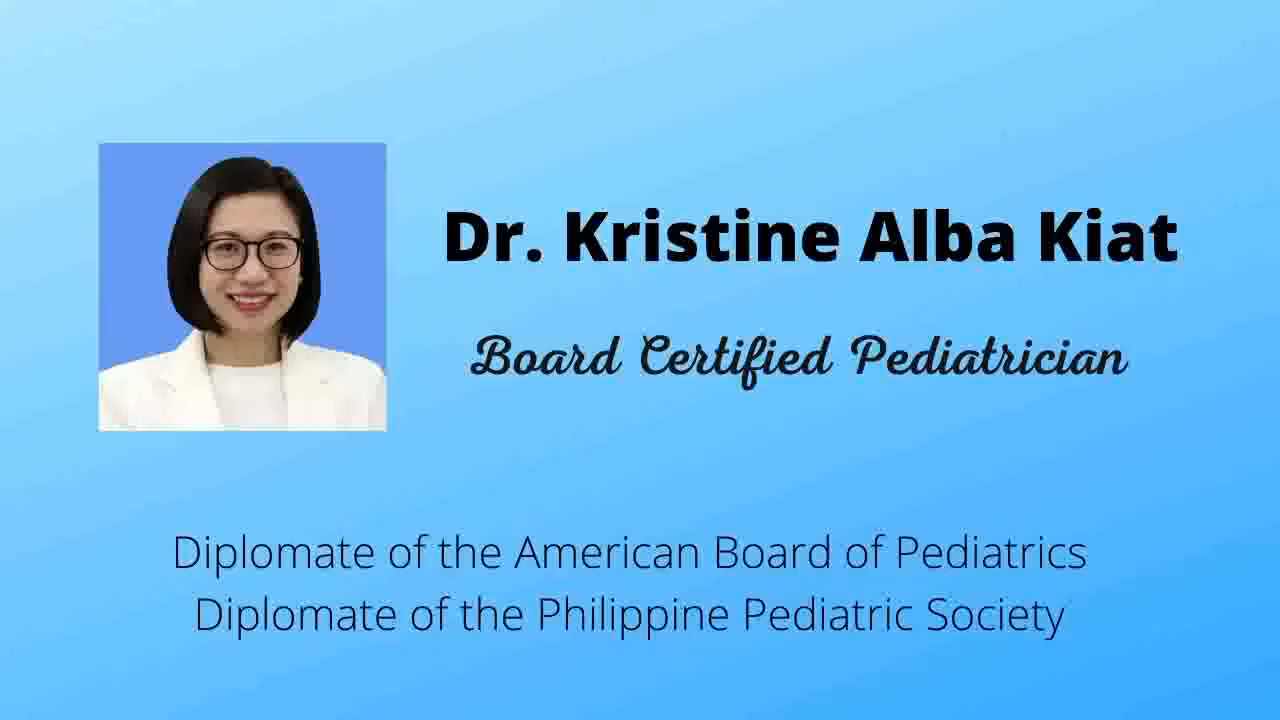 Dr. Kristine Alba Kiat
Board Certified Pediatrician
Diplomate of the American Board of Pediatrics
Diplomate of the Philippine Pediatric Society